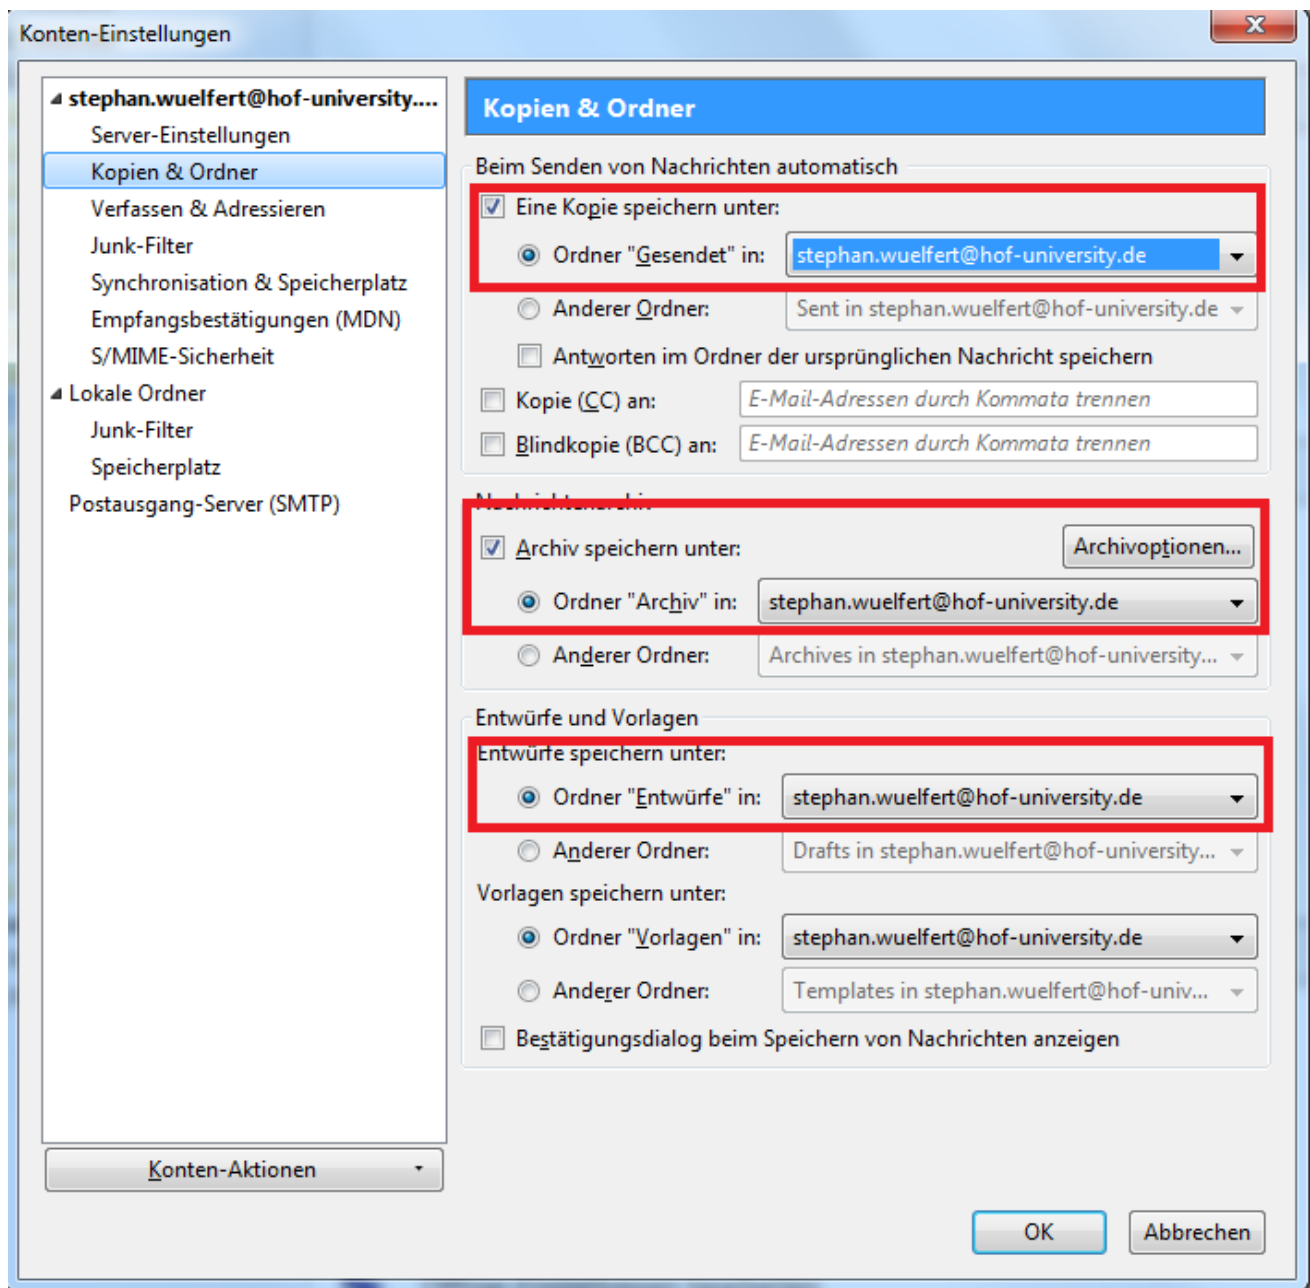 Konten-Einstellungen
stephan.wuelfert@hof-university....
Server-Einstellungen
Kopien & Ordner
Verfassen & Adressieren
Junk-Filter
Synchronisation & Speicherplatz
Empfangsbestätigungen (MDN)
S/MIME-Sicherheit
Lokale Ordner
Junk-Filter
Speicherplatz
Postausgang-Server (SMTP)
Konten-Aktionen
Kopien & Ordner
Beim Senden von Nachrichten automatisch
Eine Kopie speichern unter:
Ordner "Gesendet" in: stephan.wuelfert@hof-university.de
Anderer Ordner: Sent in stephan.wuelfert@hof-university.de
Antworten im Ordner der ursprünglichen Nachricht speichern
Kopie (CC) an: E-Mail-Adressen durch Kommata trennen
Blindkopie (BCC) an: E-Mail-Adressen durch Kommata trennen
Nachrichtenarchiv
Archiv speichern unter: Archivoptionen...
Ordner "Archiv" in: stephan.wuelfert@hof-university.de
Anderer Ordner: Archives in stephan.wuelfert@hof-university...
Entwürfe und Vorlagen
Entwürfe speichern unter:
Ordner "Entwürfe" in: stephan.wuelfert@hof-university.de
Anderer Ordner: Drafts in stephan.wuelfert@hof-university...
Vorlagen speichern unter:
Ordner "Vorlagen" in: stephan.wuelfert@hof-university.de
Anderer Ordner: Templates in stephan.wuelfert@hof-univ...
Bestätigungsdialog beim Speichern von Nachrichten anzeigen
OK Abbrechen